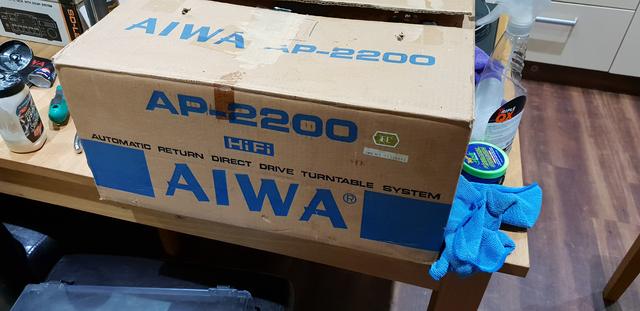 AIWA AP-2200
AP-2200
HiFi
AUTOMATIC RETURN DIRECT DRIVE TURNTABLE SYSTEM
AIWA®